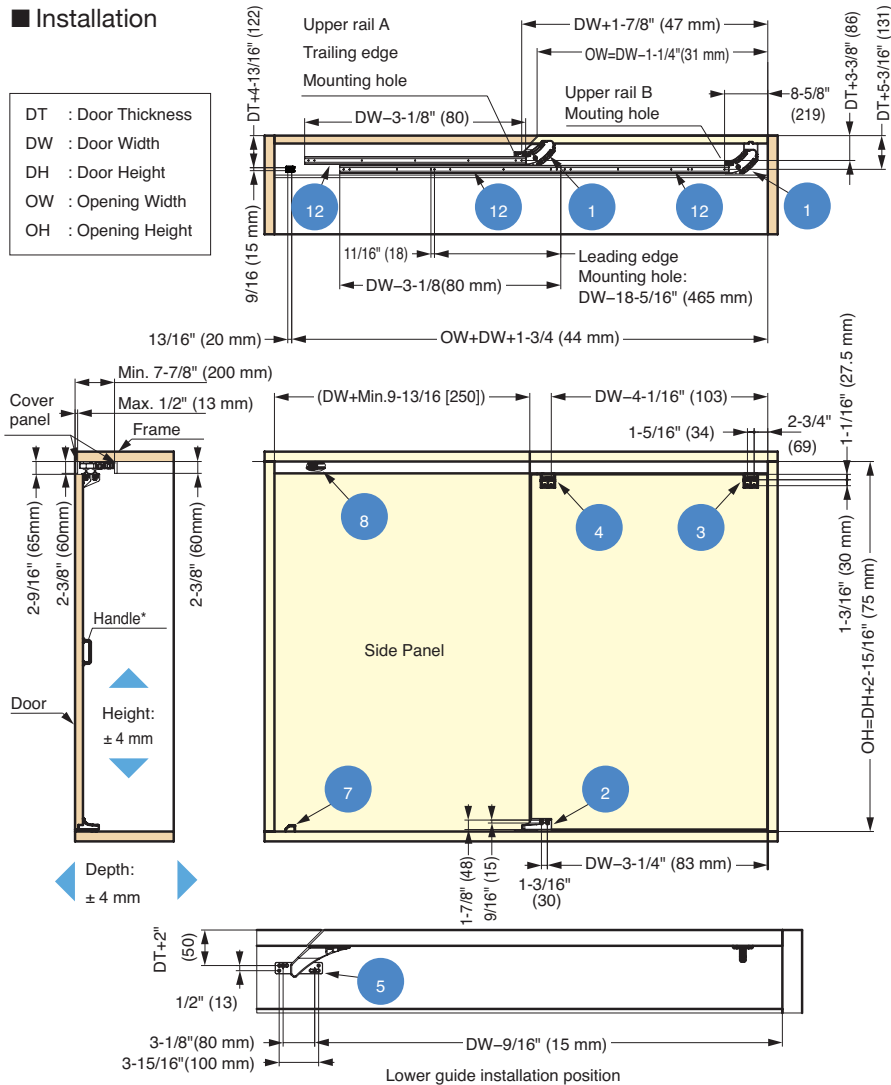 ■ Installation
DT : Door Thickness
DW : Door Width
DH : Door Height
OW : Opening Width
OH : Opening Height
Upper rail A
Trailing edge
Mounting hole
DW+1-7/8" (47 mm)
OW=DW-1-1/4"(31 mm)
Upper rail B
Mouting hole
8-5/8"
(219)
DT+4-13/16" (122)
DT+3-3/8" (86)
DT+5-3/16" (131)
DW−3-1/8" (80)
12
12
1
12
1
9/16 (15 mm)
11/16" (18)
DW−3-1/8(80 mm)
Leading edge
Mounting hole:
DW−18-5/16" (465 mm)
13/16" (20 mm)
OW+DW+1-3/4 (44 mm)
Min. 7-7/8" (200 mm)
Cover
panel
Max. 1/2" (13 mm)
Frame
2-9/16" (65mm)
2-3/8" (60mm)
2-3/8" (60mm)
Handle*
Door
Height:
± 4 mm
Depth:
± 4 mm
(DW+Min.9-13/16 [250])
DW−4-1/16" (103)
1-5/16" (34)
2-3/4"
(69)
1-1/16" (27.5 mm)
8
4
3
1-3/16" (30 mm)
OH=DH+2-15/16" (75 mm)
Side Panel
7
2
1-7/8" (48)
9/16" (15)
1-3/16"
(30)
DW−3-1/4" (83 mm)
DT+2"
(50)
5
1/2" (13)
3-1/8"(80 mm)
DW−9/16" (15 mm)
3-15/16"(100 mm)
Lower guide installation position